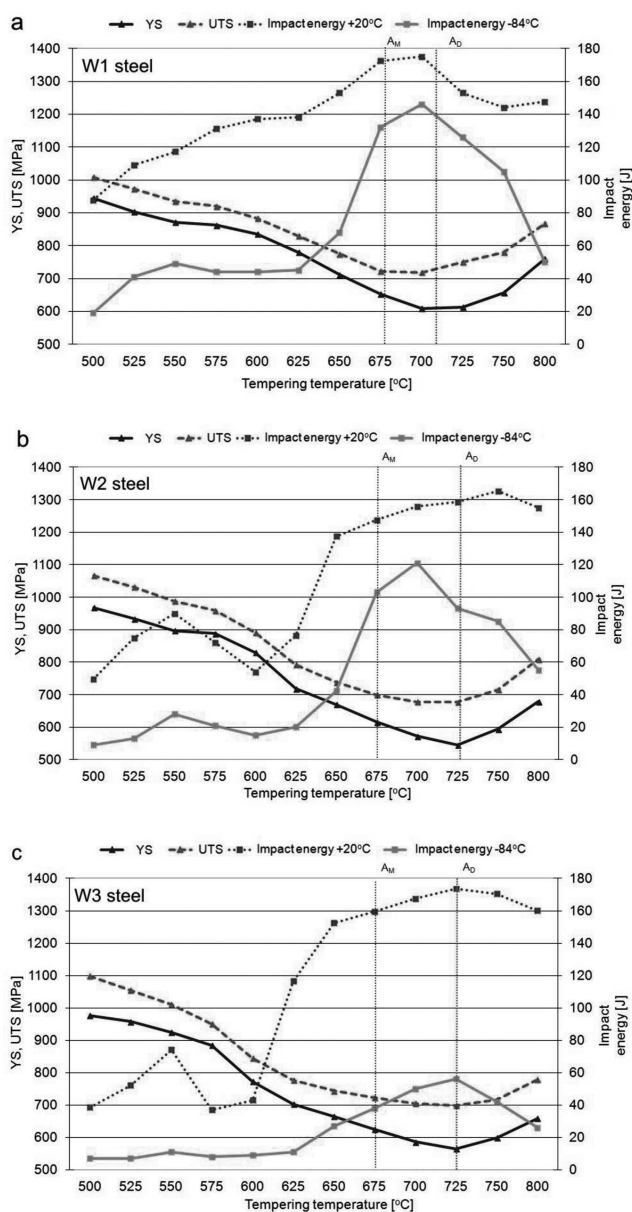 a
YS UTS Impact energy +20°C Impact energy -84°C
W1 steel
A_M A_D
1400 180
1300 160
1200 140
1100 120
1000 100
900 80
800 60
700 40
600 20
500 0
YS, UTS [MPa]
Impact energy [J]
500 525 550 575 600 625 650 675 700 725 750 800
Tempering temperature [°C]
b
YS UTS Impact energy +20°C Impact energy -84°C
W2 steel
A_M A_D
1400 180
1300 160
1200 140
1100 120
1000 100
900 80
800 60
700 40
600 20
500 0
YS, UTS [MPa]
Impact energy [J]
500 525 550 575 600 625 650 675 700 725 750 800
Tempering temperature [°C]
c
YS UTS Impact energy +20°C Impact energy -84°C
W3 steel
A_M A_D
1400 180
1300 160
1200 140
1100 120
1000 100
900 80
800 60
700 40
600 20
500 0
YS, UTS [MPa]
Impact energy [J]
500 525 550 575 600 625 650 675 700 725 750 800
Tempering temperature [°C]